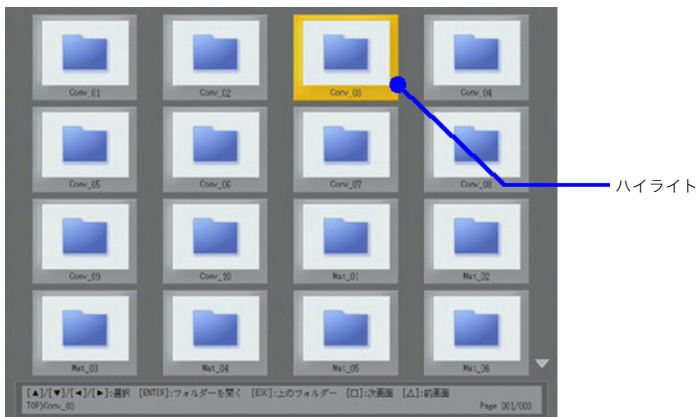 Conv_01 Conv_02 Conv_03 Conv_04
Conv_05 Conv_06 Conv_07 Conv_08
ハイライト
Conv_09 Conv_10 Mat_01 Mat_02
Mat_03 Mat_04 Mat_05 Mat_06
[▲]/[▼]/[◄]/[►]:選択 [ENTER]:フォルダーを開く [ESC]:上のフォルダー [□]:次画面 [△]:前画面
TOP/Conv_03 Page 001/003